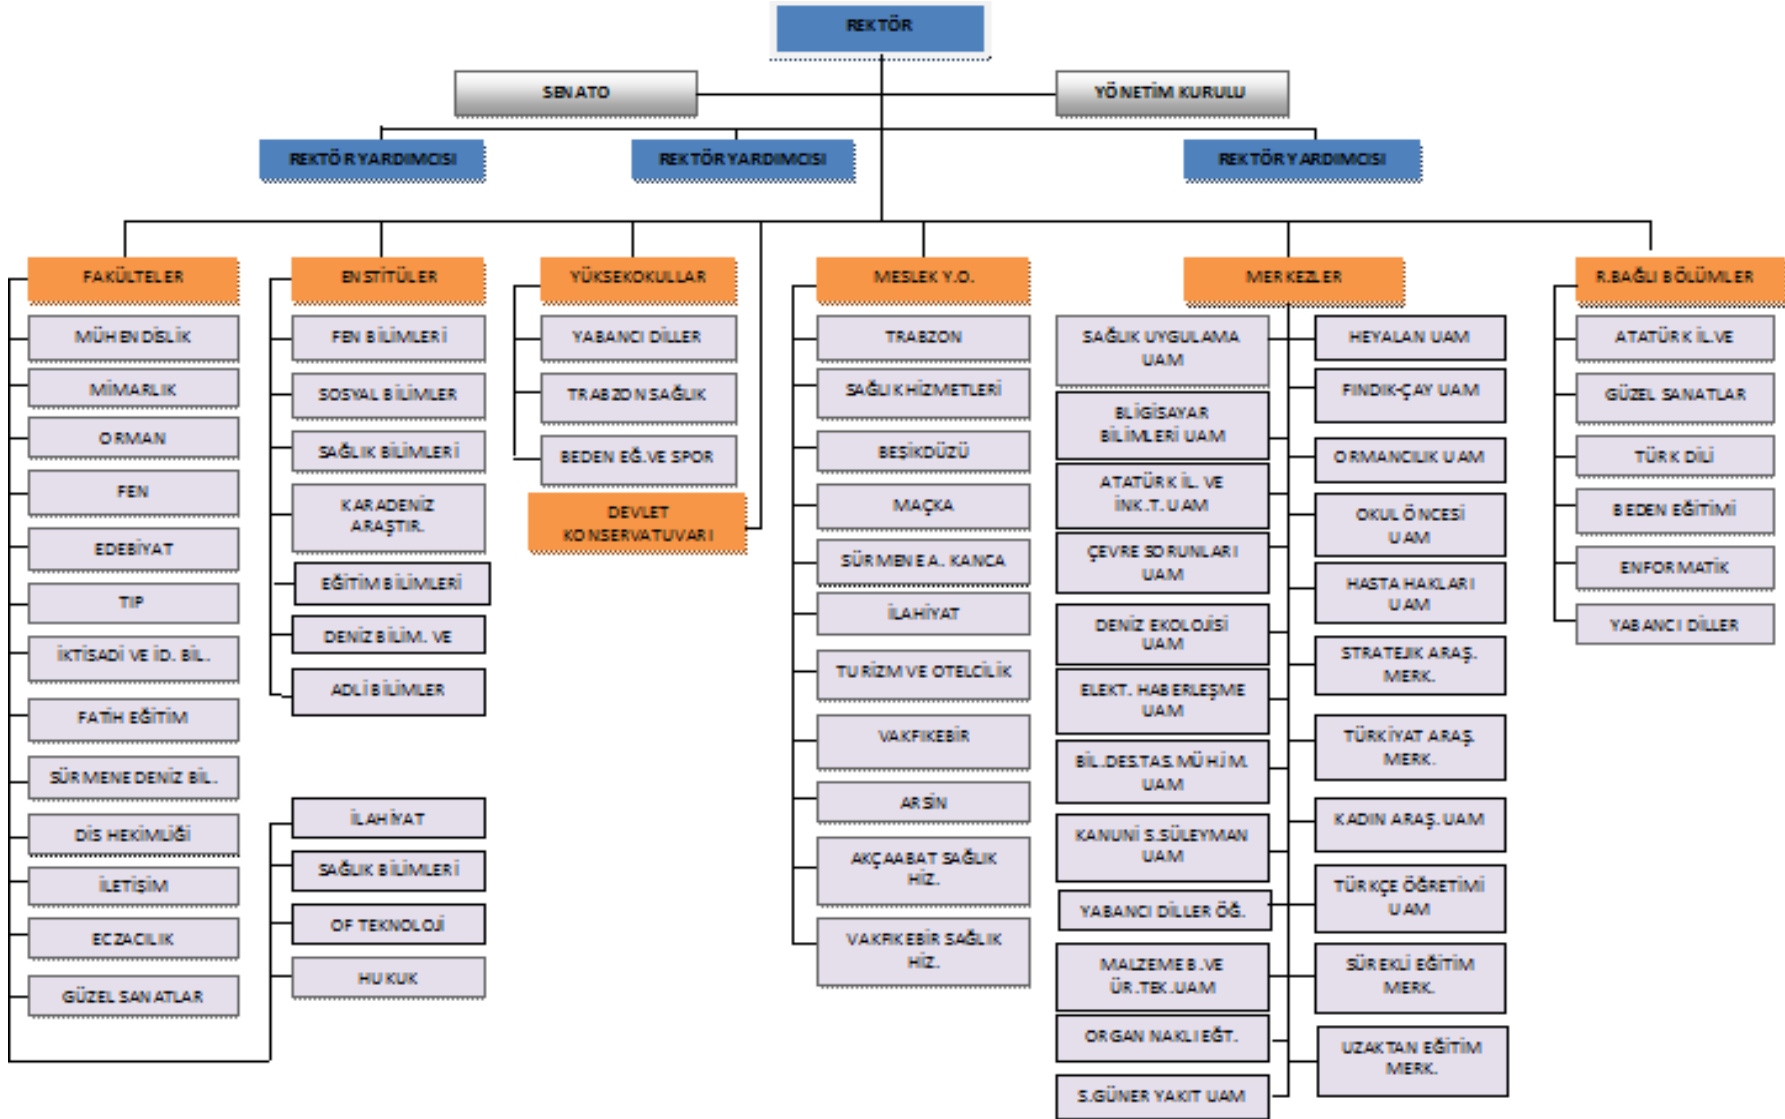 REKTÖR
SENATO
YÖNETİM KURULU
REKTÖR YARDIMCISI
REKTÖR YARDIMCISI
REKTÖR YARDIMCISI
FAKÜLTELER
MÜHENDİSLİK
MİMARLIK
ORMAN
FEN
EDEBİYAT
TIP
İKTİSADİ VE İD. BİL.
FATİH EĞİTİM
SÜRMENE DENİZ BİL.
DİS HEKİMLİĞİ
İLETİŞİM
ECZACILIK
GÜZEL SANATLAR
İLAHİYAT
SAĞLIK BİLİMLERİ
OF TEKNOLOJİ
HUKUK
ENSTİTÜLER
FEN BİLİMLERİ
SOSYAL BİLİMLER
SAĞLIK BİLİMLERİ
KARADENİZ
ARAŞTIR.
EĞİTİM BİLİMLERİ
DENİZ BİLİM. VE
ADLİ BİLİMLER
YÜKSEKOKULLAR
YABANCI DİLLER
TRABZON SAĞLIK
BEDEN EĞ.VE SPOR
DEVLET
KONSERVATUVARI
MESLEK Y.O.
TRABZON
SAĞLIK HİZMETLERİ
BEŞİKDÜZÜ
MAÇKA
SÜRMENE A. KANCA
İLAHİYAT
TURİZM VE OTELCİLİK
VAKFIKEBİR
ARSİN
AKÇAABAT SAĞLIK
HİZ.
VAKFIKEBİR SAĞLIK
HİZ.
MERKEZLER
SAĞLIK UYGULAMA
UAM
BLİGİSAYAR
BİLİMLERİ UAM
ATATÜRK İL. VE
İNK.T. UAM
ÇEVRE SORUNLARI
UAM
DENİZ EKOLOJİSİ
UAM
ELEKT. HABERLEŞME
UAM
BİL.DES.TAS.MÜH.İM.
UAM
KANUNİ S.SÜLEYMAN
UAM
YABANCI DİLLER ÖĞ.
MALZEME B.VE
ÜR.TEK.UAM
ORGAN NAKLI EĞT.
S.GÜNER YAKIT UAM
HEYALAN UAM
FINDIK-ÇAY UAM
ORMANCILIK UAM
OKUL ÖNCESİ
UAM
HASTA HAKLARI
UAM
STRATEJIK ARAŞ.
MERK.
TÜRKİYAT ARAŞ.
MERK.
KADIN ARAŞ. UAM
TÜRKÇE ÖĞRETİMİ
UAM
SÜREKLİ EĞİTİM
MERK.
UZAKTAN EĞİTİM
MERK.
R.BAĞLI BÖLÜMLER
ATATÜRK İL.VE
GÜZEL SANATLAR
TÜRK DİLİ
BEDEN EĞİTİMİ
ENFORMATİK
YABANCI DİLLER